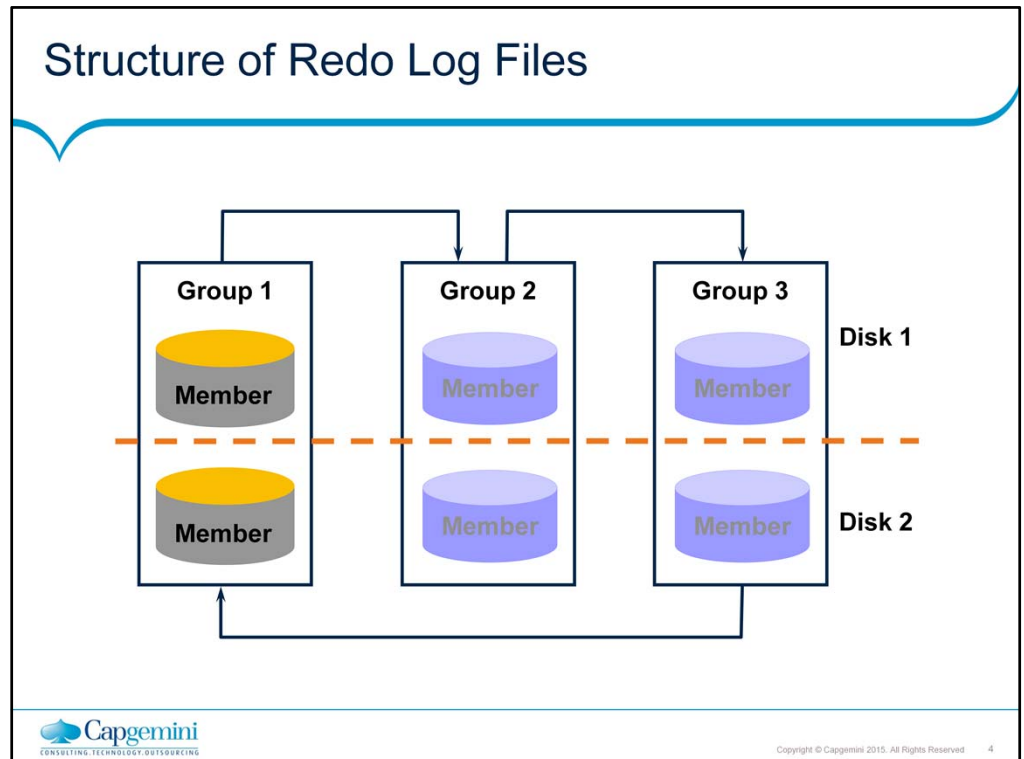 Structure of Redo Log Files
Group 1
Group 2
Group 3
Disk 1
Member
Member
Member
Member
Member
Member
Disk 2
Capgemini
CONSULTING.TECHNOLOGY.OUTSOURCING
Copyright © Capgemini 2015. All Rights Reserved 4